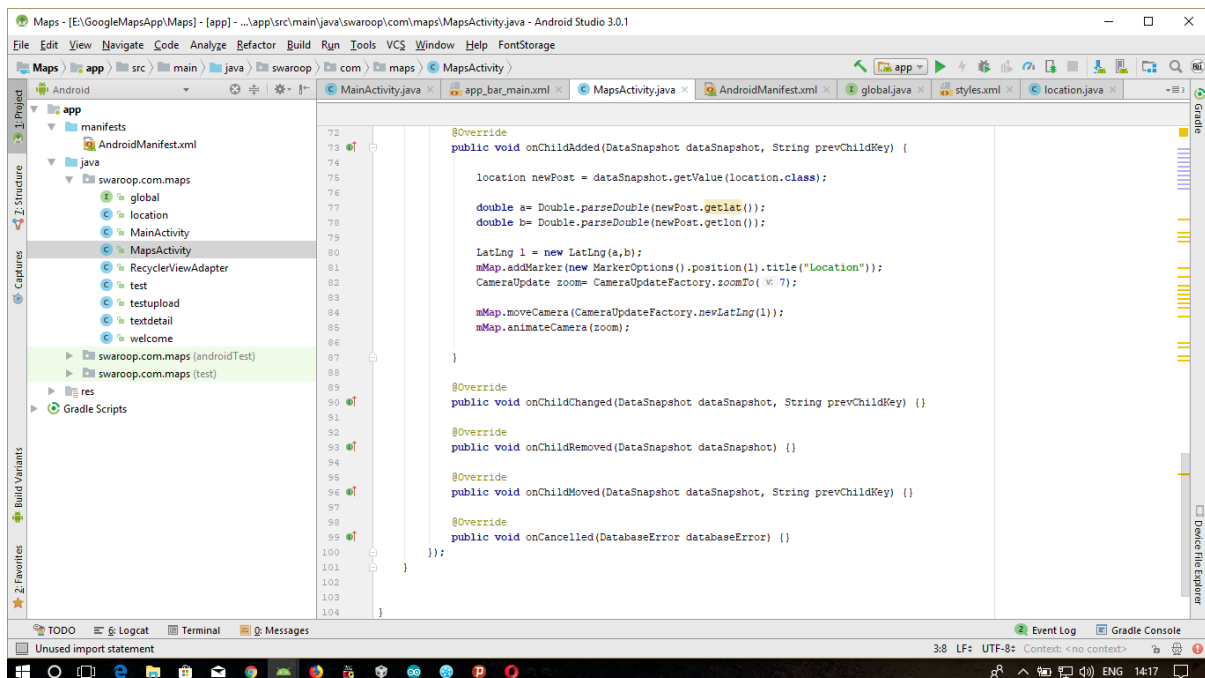 Maps - [E:\GoogleMapsApp\Maps] - [app] - ...\app\src\main\java\swaroop\com\maps\MapsActivity.java - Android Studio 3.0.1
File Edit View Navigate Code Analyze Refactor Build Run Tools VCS Window Help FontStorage
Maps app src main java swaroop com maps MapsActivity app
Android
MainActivity.java app_bar_main.xml MapsActivity.java AndroidManifest.xml global.java styles.xml location.java
1: Project
Z: Structure
Captures
Build Variants
2: Favorites
app
manifests
AndroidManifest.xml
java
swaroop.com.maps
global
location
MainActivity
MapsActivity
RecyclerViewAdapter
test
testupload
textdetail
welcome
swaroop.com.maps (androidTest)
swaroop.com.maps (test)
res
Gradle Scripts
72 @Override
73 public void onChildAdded(DataSnapshot dataSnapshot, String prevChildKey) {
74
75 location newPost = dataSnapshot.getValue(location.class);
76
77 double a= Double.parseDouble(newPost.getlat());
78 double b= Double.parseDouble(newPost.getlon());
79
80 LatLng l = new LatLng(a,b);
81 mMap.addMarker(new MarkerOptions().position(l).title("Location"));
82 CameraUpdate zoom= CameraUpdateFactory.zoomTo( v: 7);
83
84 mMap.moveCamera(CameraUpdateFactory.newLatLng(l));
85 mMap.animateCamera(zoom);
86
87 }
88
89 @Override
90 public void onChildChanged(DataSnapshot dataSnapshot, String prevChildKey) {}
91
92 @Override
93 public void onChildRemoved(DataSnapshot dataSnapshot) {}
94
95 @Override
96 public void onChildMoved(DataSnapshot dataSnapshot, String prevChildKey) {}
97
98 @Override
99 public void onCancelled(DatabaseError databaseError) {}
100 });
101 }
102
103
104 }
Gradle
Device File Explorer
TODO 6: Logcat Terminal 0: Messages 2 Event Log Gradle Console
Unused import statement 3:8 LF÷ UTF-8÷ Context: <no context>
ENG 14:17